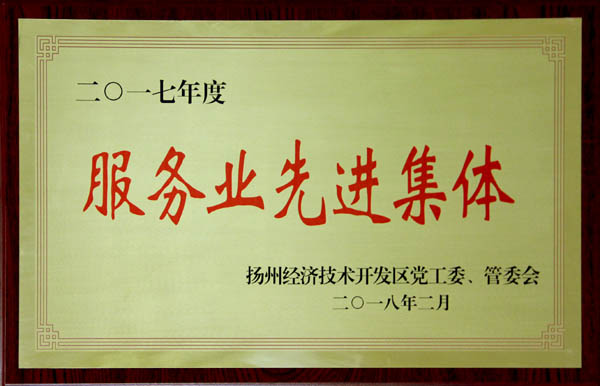 二〇一七年度
服务业先进集体
扬州经济技术开发区党工委、管委会
二〇一八年二月